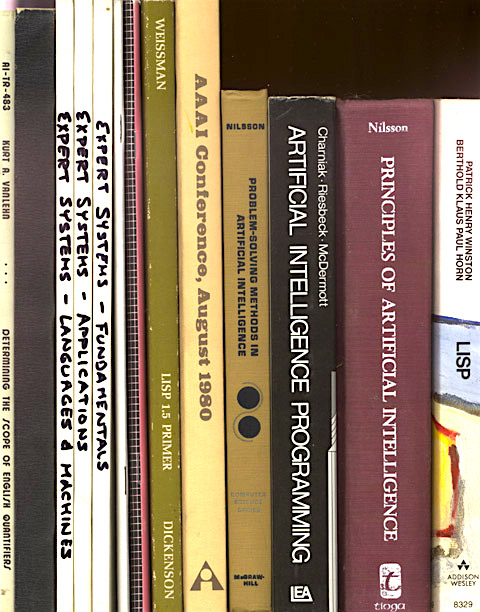 AI-TR-483
KURT A. VANLEHN
...
DETERMINING THE SCOPE OF ENGLISH QUANTIFIERS
EXPERT SYSTEMS - LANGUAGES & MACHINES
EXPERT SYSTEMS - APPLICATIONS
EXPERT SYSTEMS - FUNDAMENTALS
WEISSMAN
LISP 1.5 PRIMER
DICKENSON
AAAI Conference, August 1980
NILSSON
PROBLEM-SOLVING METHODS IN
ARTIFICIAL INTELLIGENCE
COMPUTER
SCIENCE
SERIES
McGRAW-
HILL
Charniak · Riesbeck · McDermott
ARTIFICIAL INTELLIGENCE PROGRAMMING
LEA
Nilsson
PRINCIPLES OF ARTIFICIAL INTELLIGENCE
tioga
PATRICK HENRY WINSTON
BERTHOLD KLAUS PAUL HORN
LISP
ADDISON
WESLEY
8329